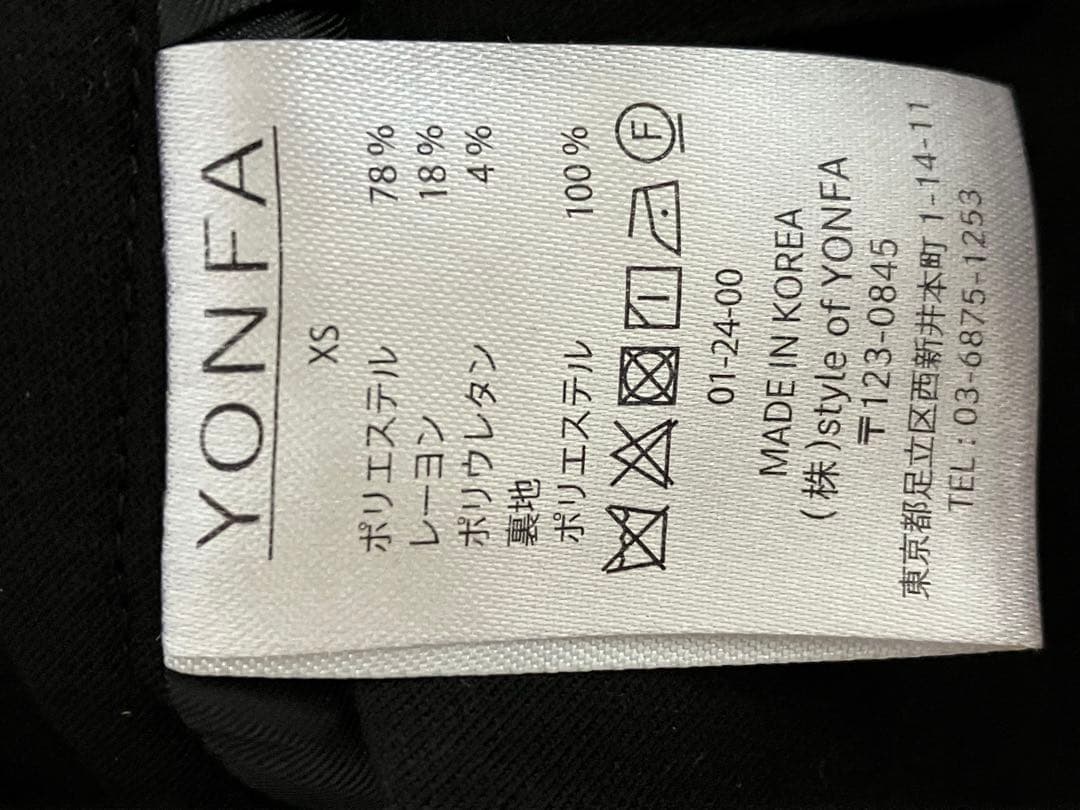 YONFA
XS
ポリエステル 78%
レーヨン 18%
ポリウレタン 4%
裏地
ポリエステル 100%
F
01-24-00
MADE IN KOREA
(株)style of YONFA
〒123-0845
東京都足立区西新井本町 1-14-11
TEL : 03-6875-1253